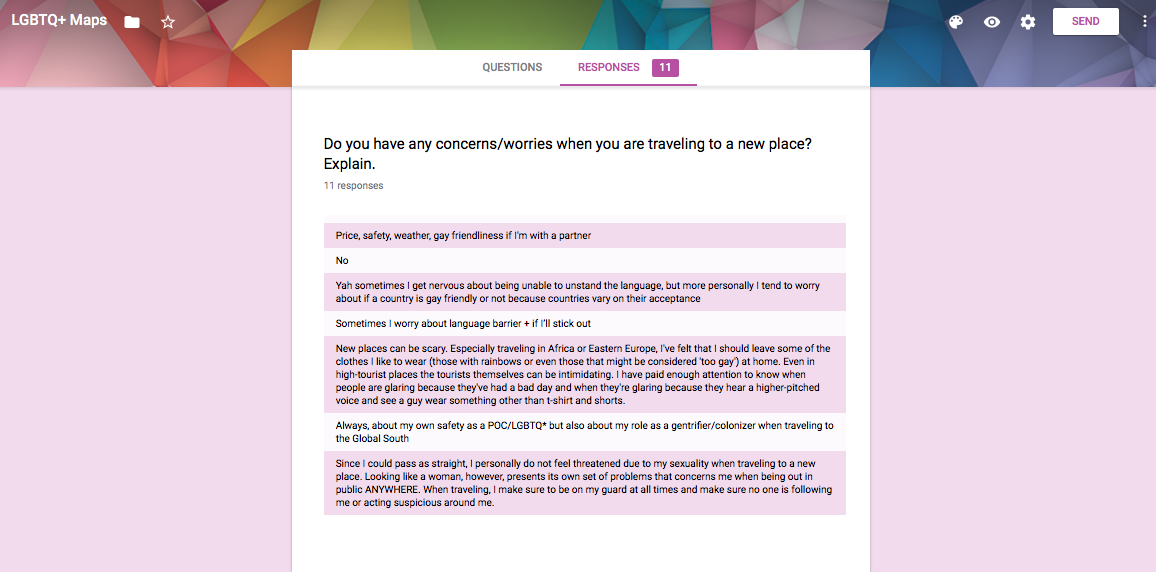 LGBTQ+ Maps
SEND
QUESTIONS
RESPONSES 11
Do you have any concerns/worries when you are traveling to a new place?
Explain.
11 responses
Price, safety, weather, gay friendliness if I'm with a partner
No
Yah sometimes I get nervous about being unable to unstand the language, but more personally I tend to worry
about if a country is gay friendly or not because countries vary on their acceptance
Sometimes I worry about language barrier + if I'll stick out
New places can be scary. Especially traveling in Africa or Eastern Europe, I've felt that I should leave some of the
clothes I like to wear (those with rainbows or even those that might be considered 'too gay') at home. Even in
high-tourist places the tourists themselves can be intimidating. I have paid enough attention to know when
people are glaring because they've had a bad day and when they're glaring because they hear a higher-pitched
voice and see a guy wear something other than t-shirt and shorts.
Always, about my own safety as a POC/LGBTQ* but also about my role as a gentrifier/colonizer when traveling to
the Global South
Since I could pass as straight, I personally do not feel threatened due to my sexuality when traveling to a new
place. Looking like a woman, however, presents its own set of problems that concerns me when being out in
public ANYWHERE. When traveling, I make sure to be on my guard at all times and make sure no one is following
me or acting suspicious around me.